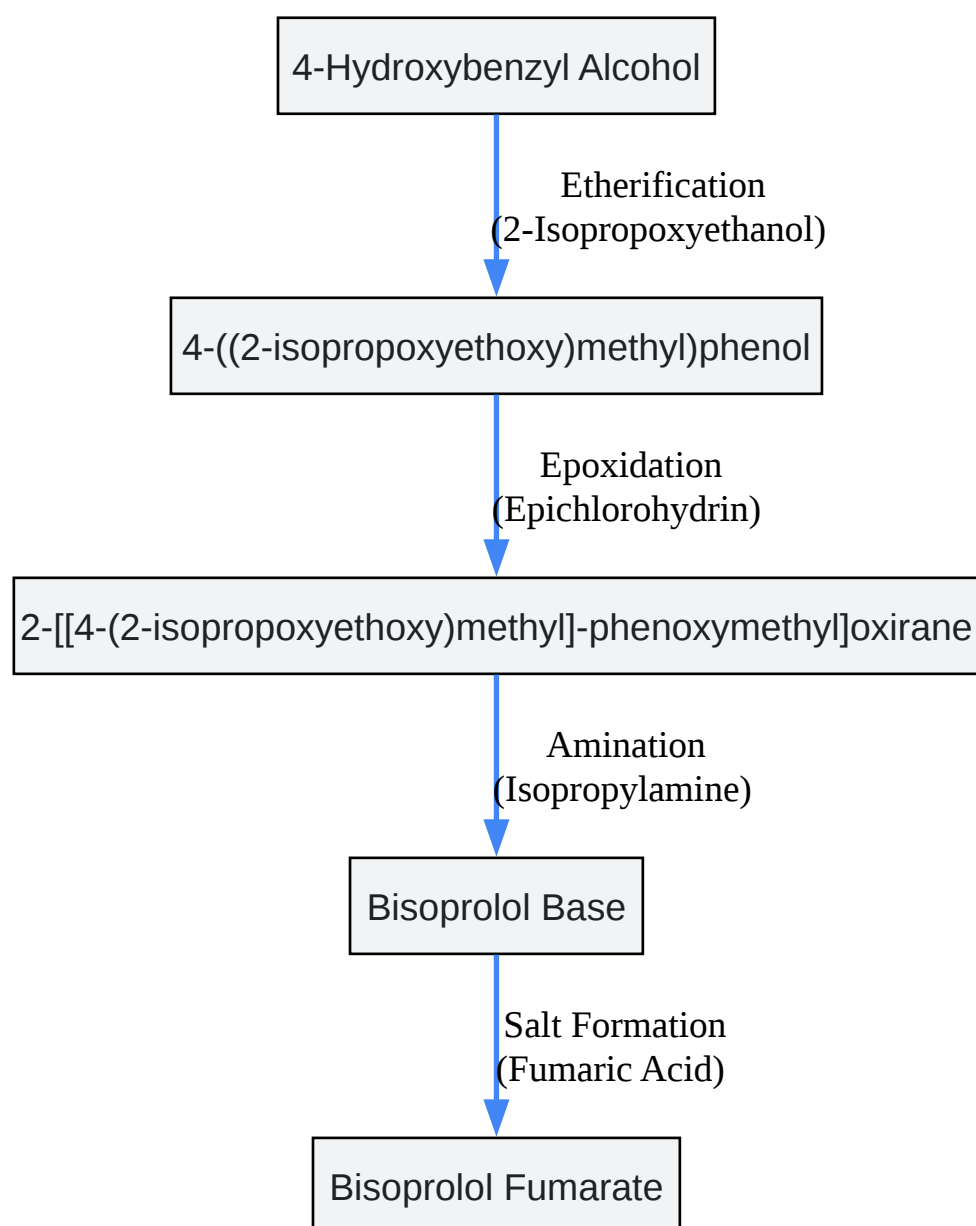 4-Hydroxybenzyl Alcohol
Etherification
(2-Isopropoxyethanol)
4-((2-isopropoxyethoxy)methyl)phenol
Epoxidation
(Epichlorohydrin)
2-[[4-(2-isopropoxyethoxy)methyl]-phenoxymethyl]oxirane
Amination
(Isopropylamine)
Bisoprolol Base
Salt Formation
(Fumaric Acid)
Bisoprolol Fumarate